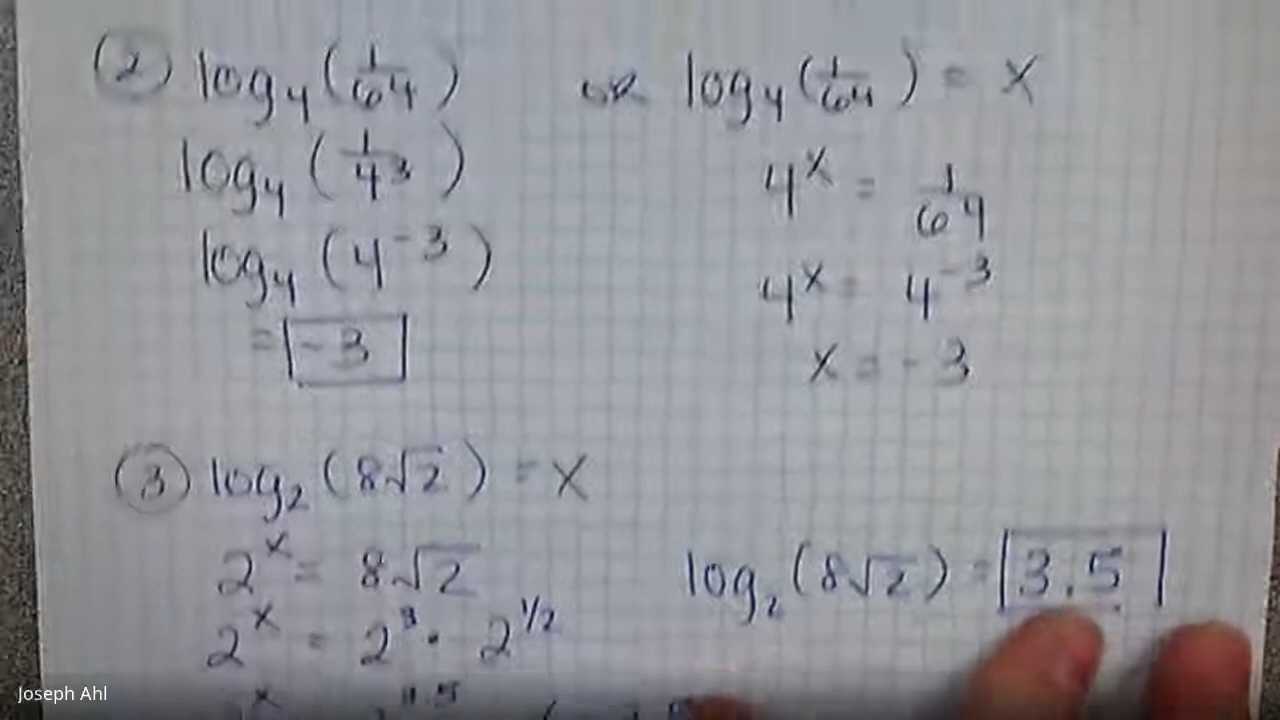 (2) log₄(1/64) or log₄(1/64) = x
log₄(1/4³)
4^x = 1/64
log₄(4⁻³)
4^x = 4⁻³
= -3
x = -3
(3) log₂(8√2) = x
2^x = 8√2
log₂(8√2) = 3.5
2^x = 2³ · 2^1/2
Joseph Ahl